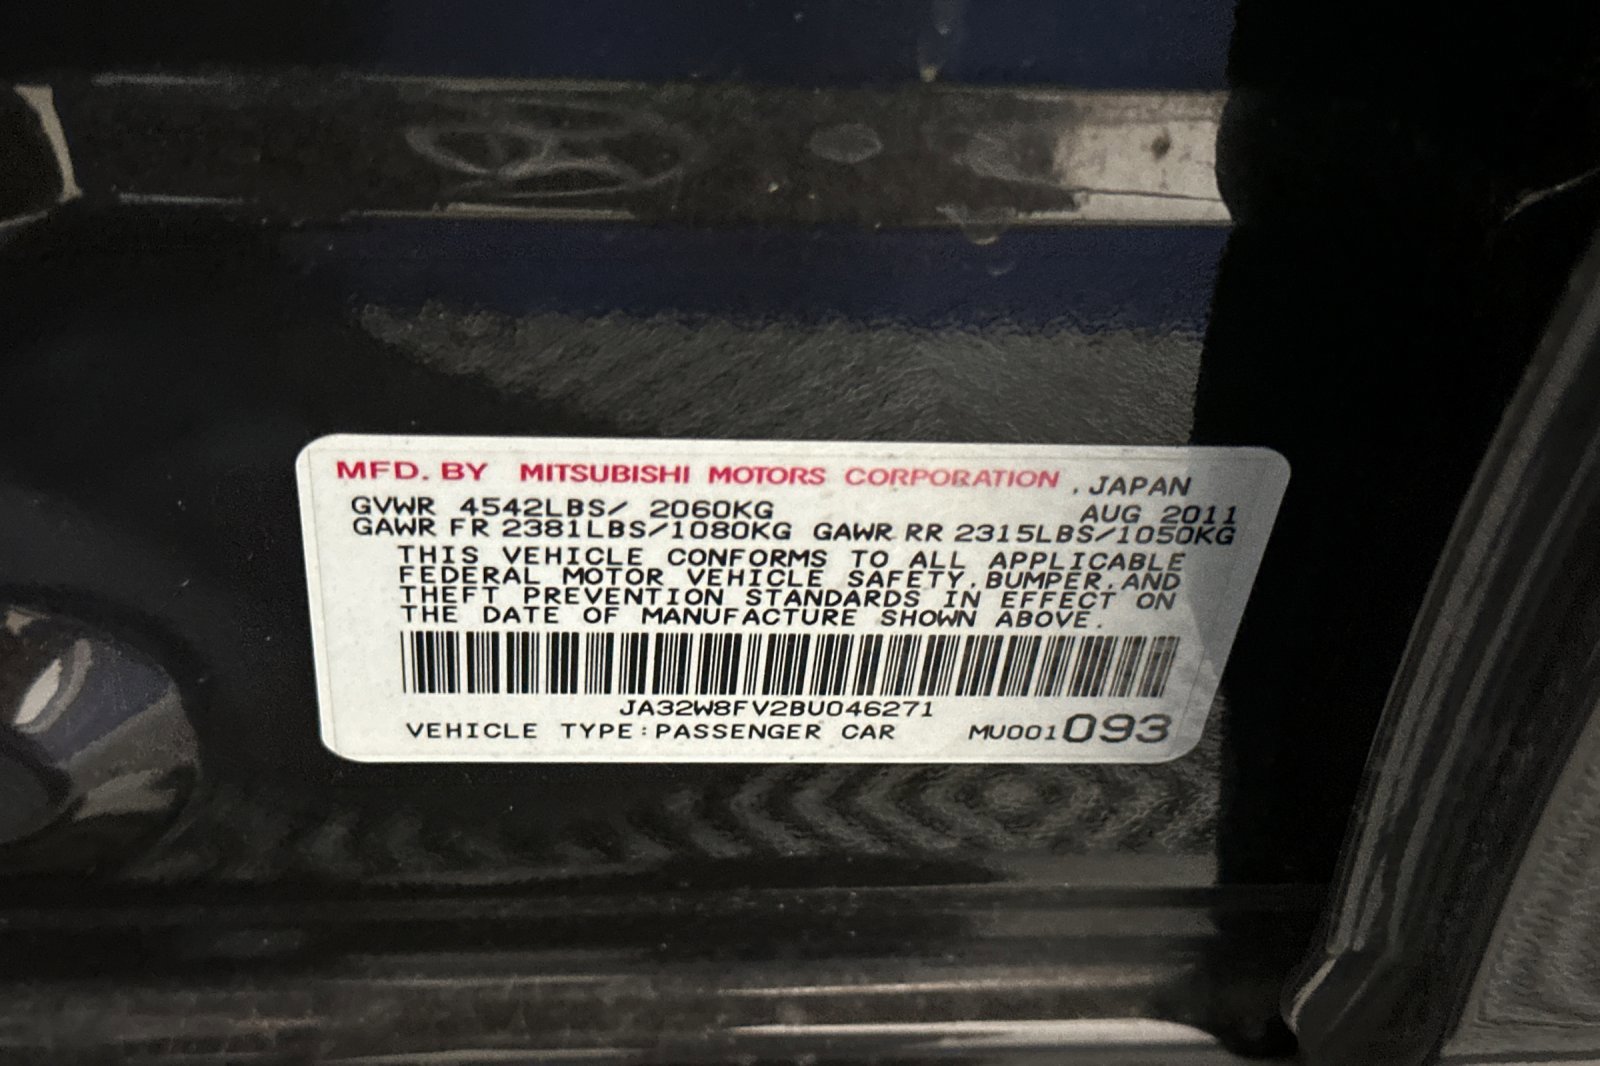 MFD. BY MITSUBISHI MOTORS CORPORATION , JAPAN
GVWR 4542LBS/ 2060KG AUG 2011
GAWR FR 2381LBS/1080KG GAWR RR 2315LBS/1050KG
THIS VEHICLE CONFORMS TO ALL APPLICABLE
FEDERAL MOTOR VEHICLE SAFETY, BUMPER, AND
THEFT PREVENTION STANDARDS IN EFFECT ON
THE DATE OF MANUFACTURE SHOWN ABOVE.
JA32W8FV2BU046271
VEHICLE TYPE:PASSENGER CAR MU001093